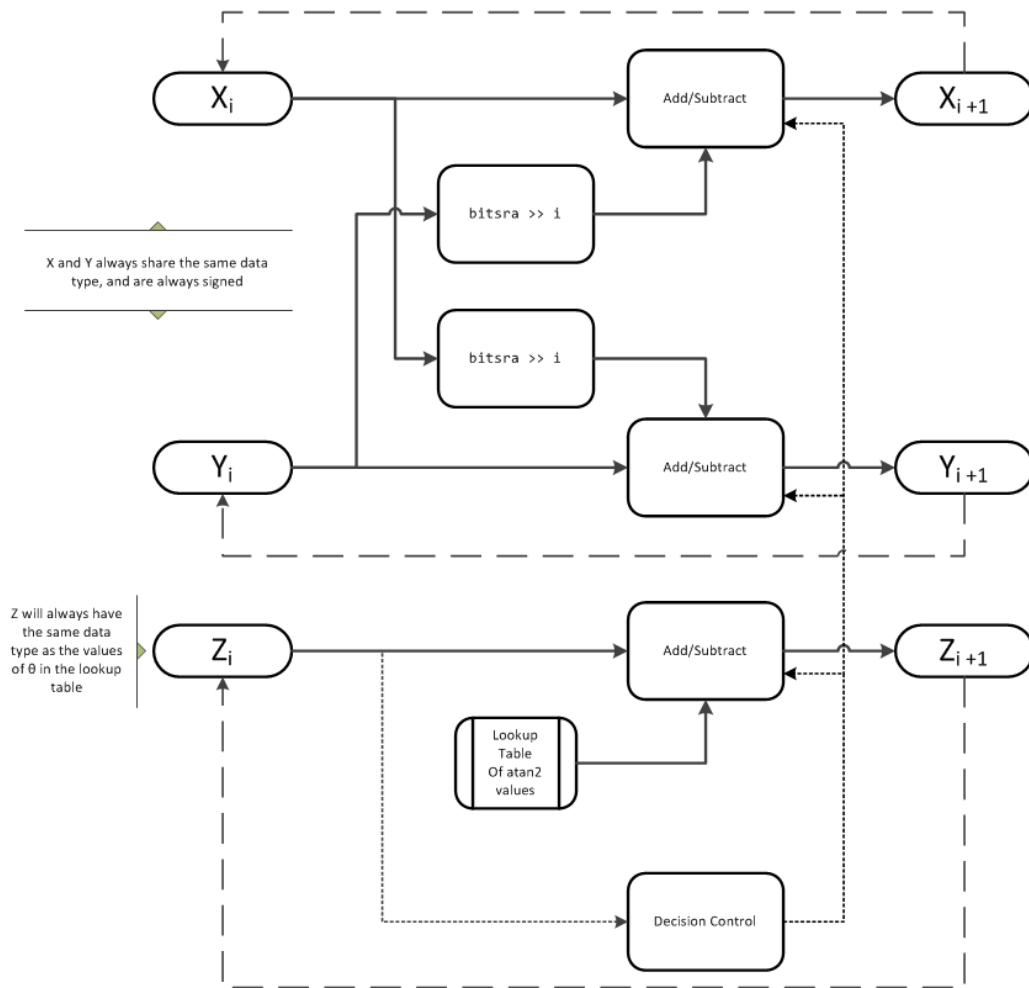 Xi
Add/Subtract
Xi+1
bitsra >> i
X and Y always share the same data
type, and are always signed
bitsra >> i
Yi
Add/Subtract
Yi+1
Z will always have
the same data
type as the values
of θ in the lookup
table
Zi
Add/Subtract
Zi+1
Lookup
Table
Of atan2
values
Decision Control